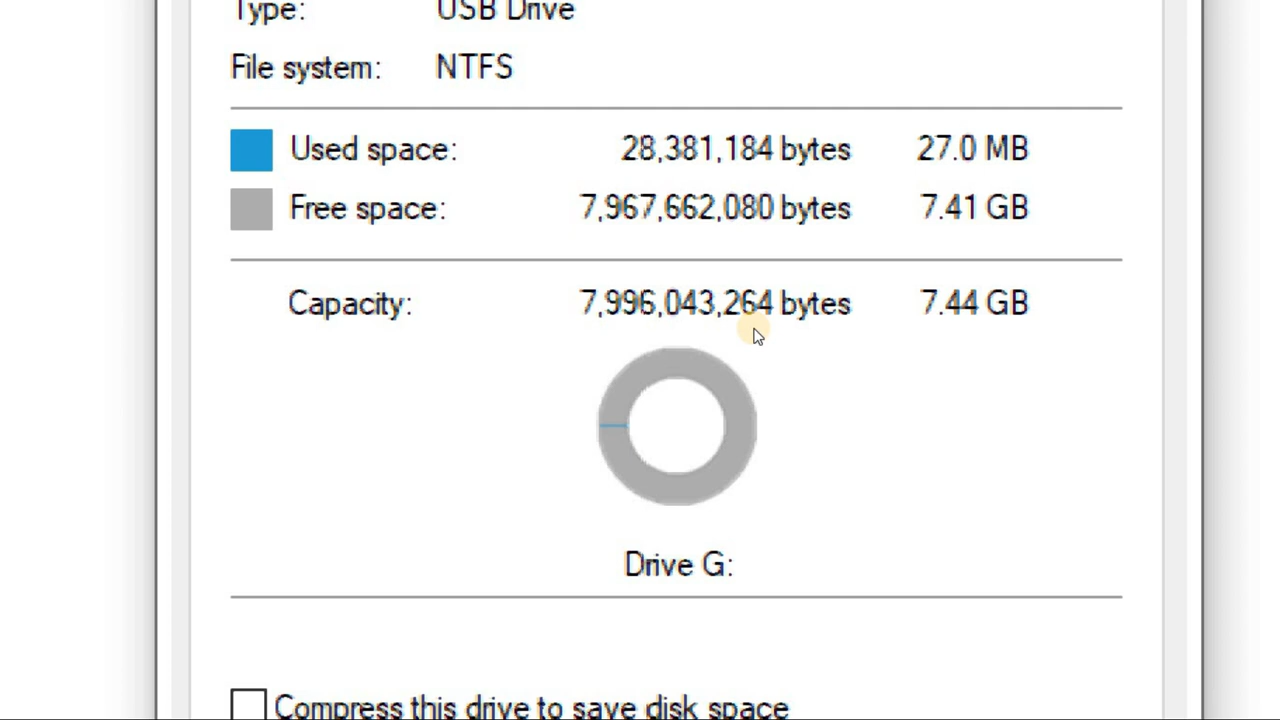 Type: USB Drive
File system: NTFS
Used space: 28,381,184 bytes 27.0 MB
Free space: 7,967,662,080 bytes 7.41 GB
Capacity: 7,996,043,264 bytes 7.44 GB
Drive G:
Compress this drive to save disk space